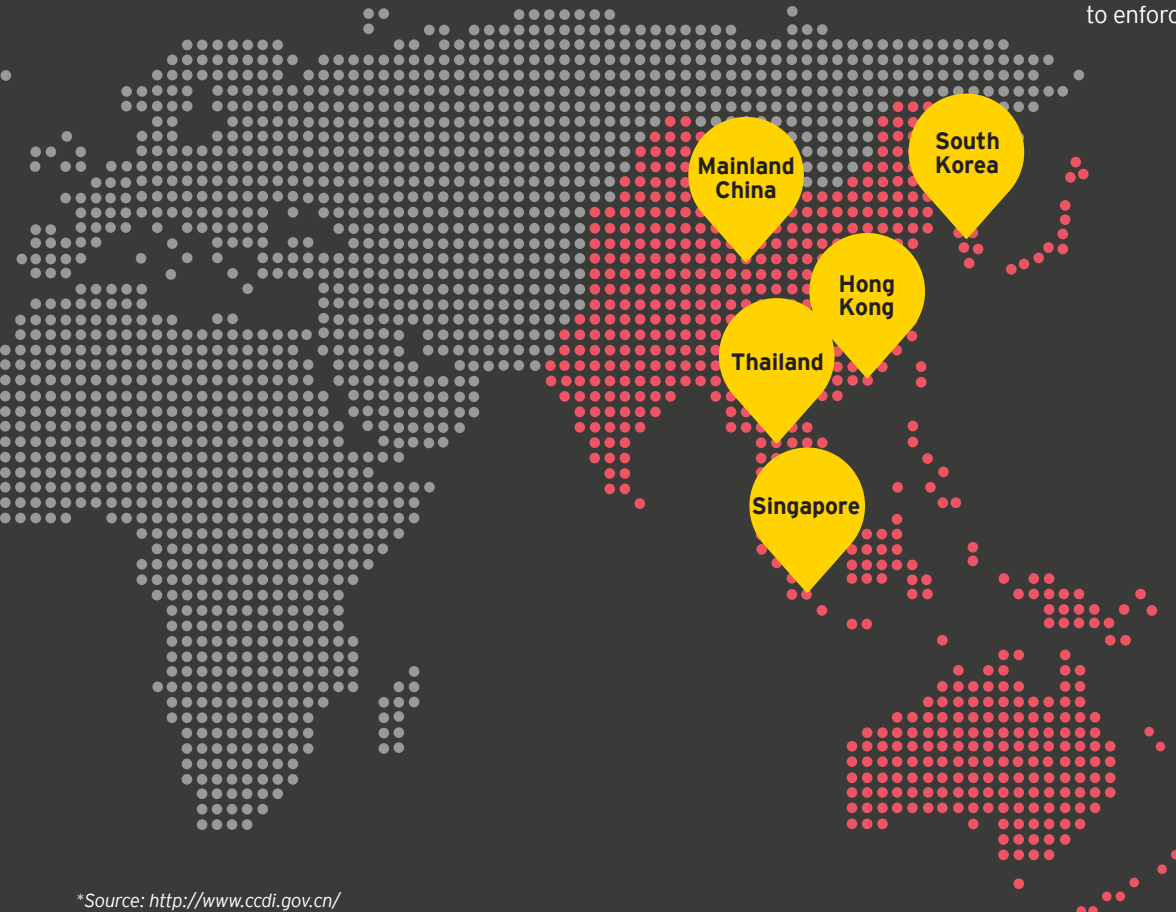 to enforc
South
Korea
Mainland
China
Hong
Kong
Thailand
Singapore
*Source: http://www.ccdi.gov.cn/